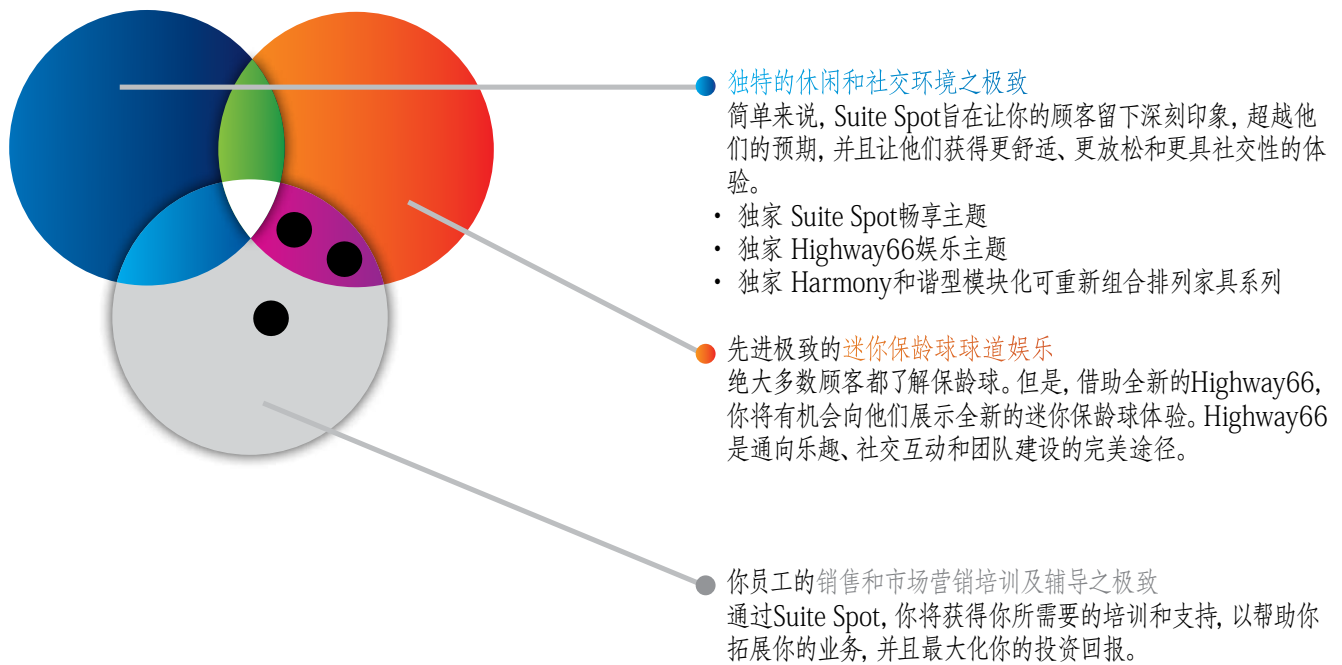 独特的休闲和社交环境之极致
简单来说, Suite Spot旨在让你的顾客留下深刻印象, 超越他
们的预期, 并且让他们获得更舒适、更放松和更具社交性的体
验。
• 独家 Suite Spot畅享主题
• 独家 Highway66娱乐主题
• 独家 Harmony和谐型模块化可重新组合排列家具系列
先进极致的迷你保龄球球道娱乐
绝大多数顾客都了解保龄球。但是, 借助全新的Highway66,
你将有机会向他们展示全新的迷你保龄球体验。Highway66
是通向乐趣、社交互动和团队建设的完美途径。
你员工的销售和市场营销培训及辅导之极致
通过Suite Spot, 你将获得你所需要的培训和支持, 以帮助你
拓展你的业务, 并且最大化你的投资回报。